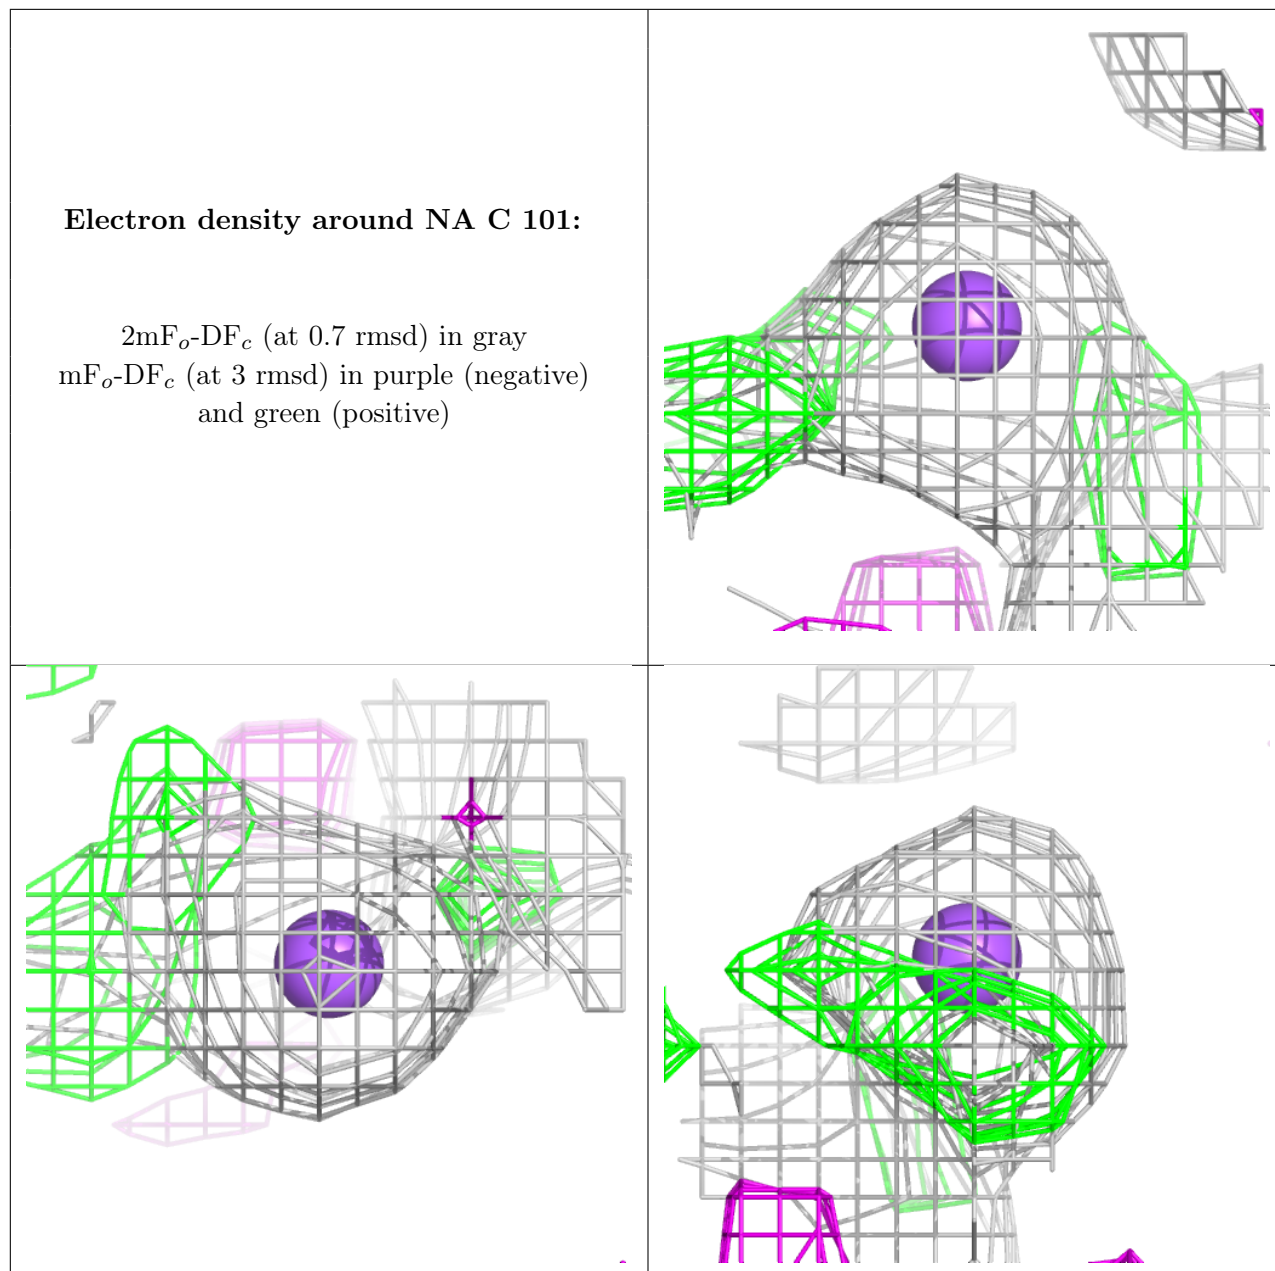 Electron density around NA C 101:
2mFₒ-DF𝒸 (at 0.7 rmsd) in gray
mFₒ-DF𝒸 (at 3 rmsd) in purple (negative)
and green (positive)